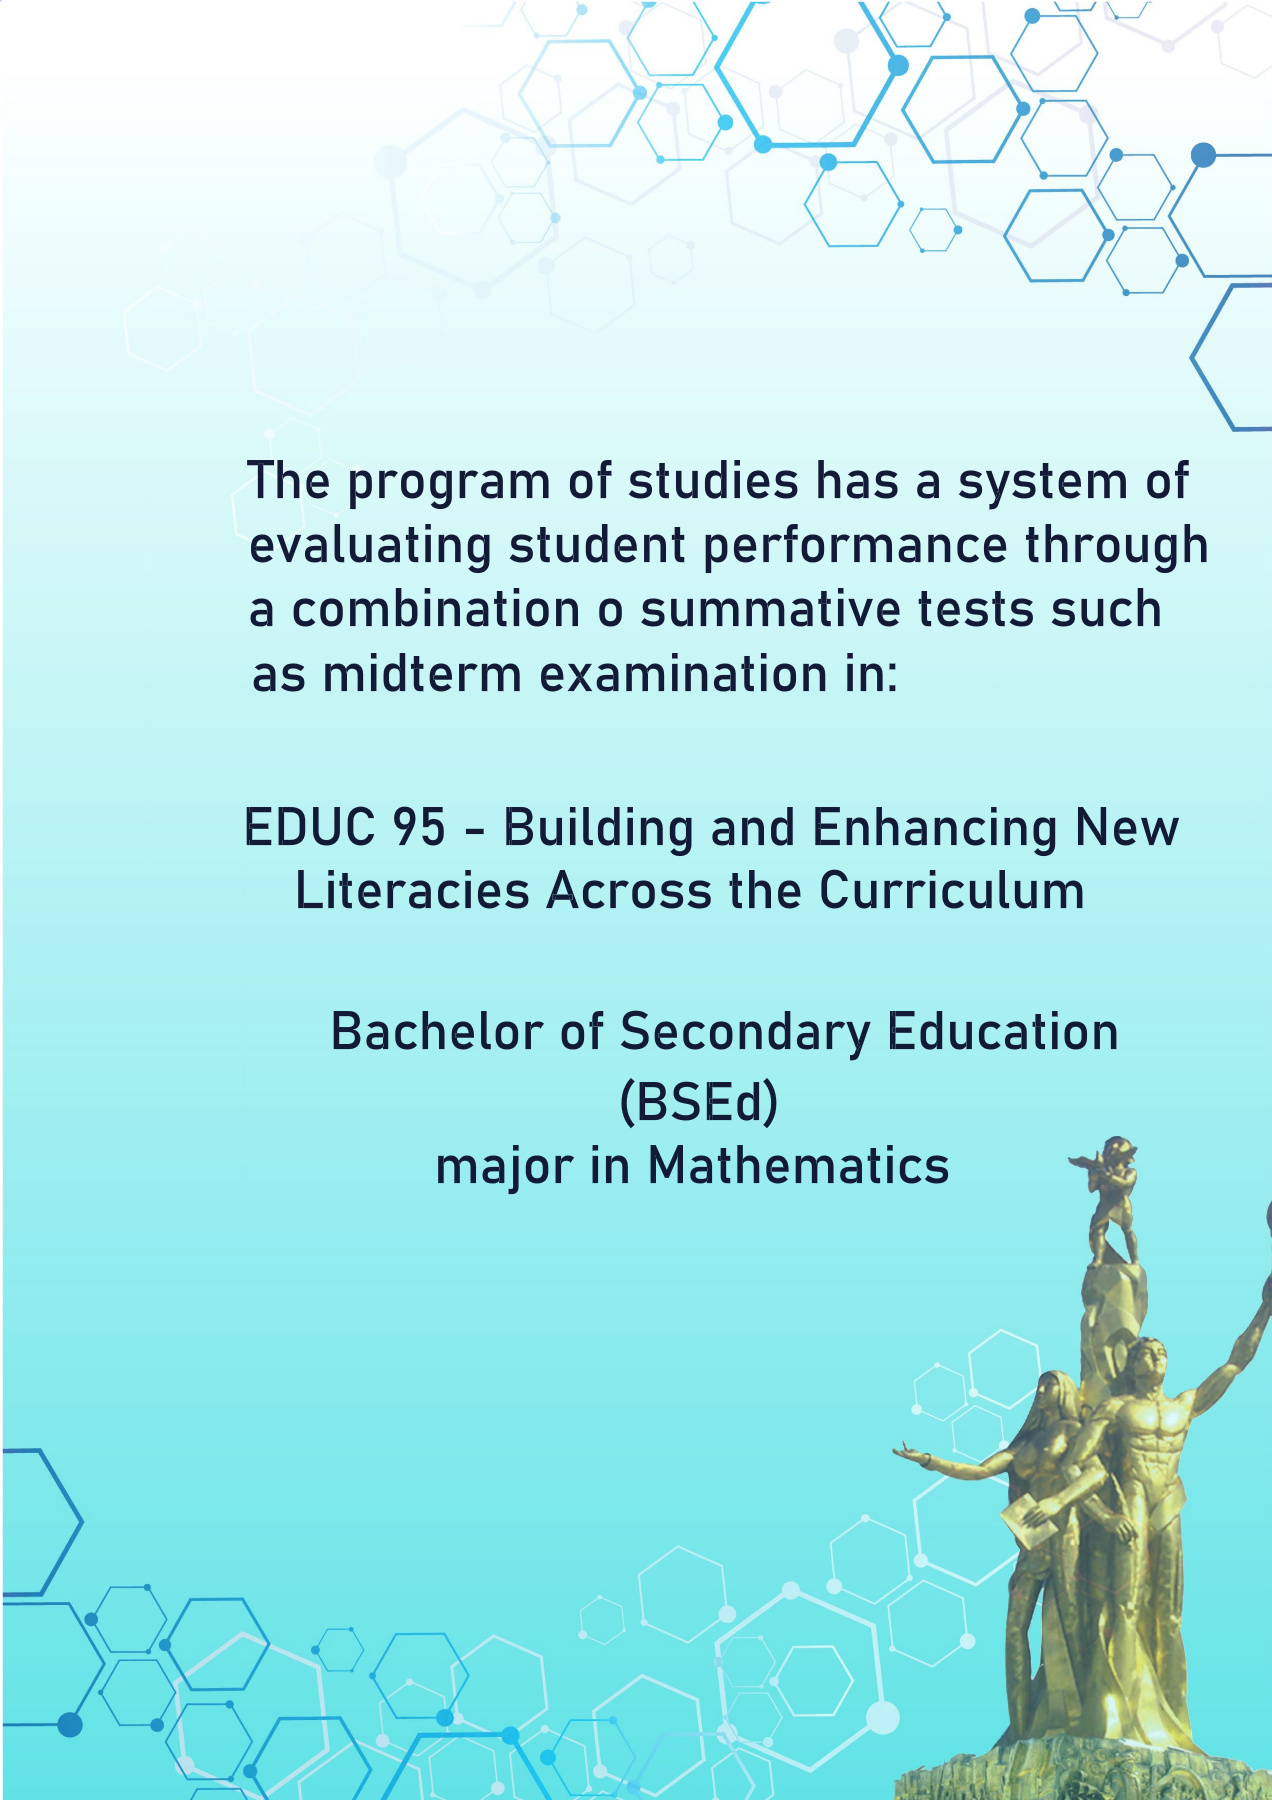 The program of studies has a system of
evaluating student performance through
a combination o summative tests such
as midterm examination in:
EDUC 95 - Building and Enhancing New
Literacies Across the Curriculum
Bachelor of Secondary Education
(BSEd)
major in Mathematics